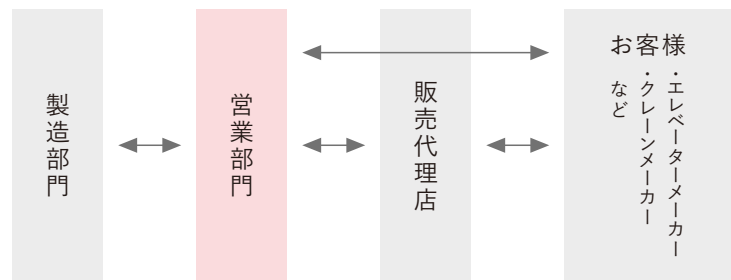 製造部門
営業部門
販売代理店
お客様
・エレベーターメーカー
・クレーンメーカー
など